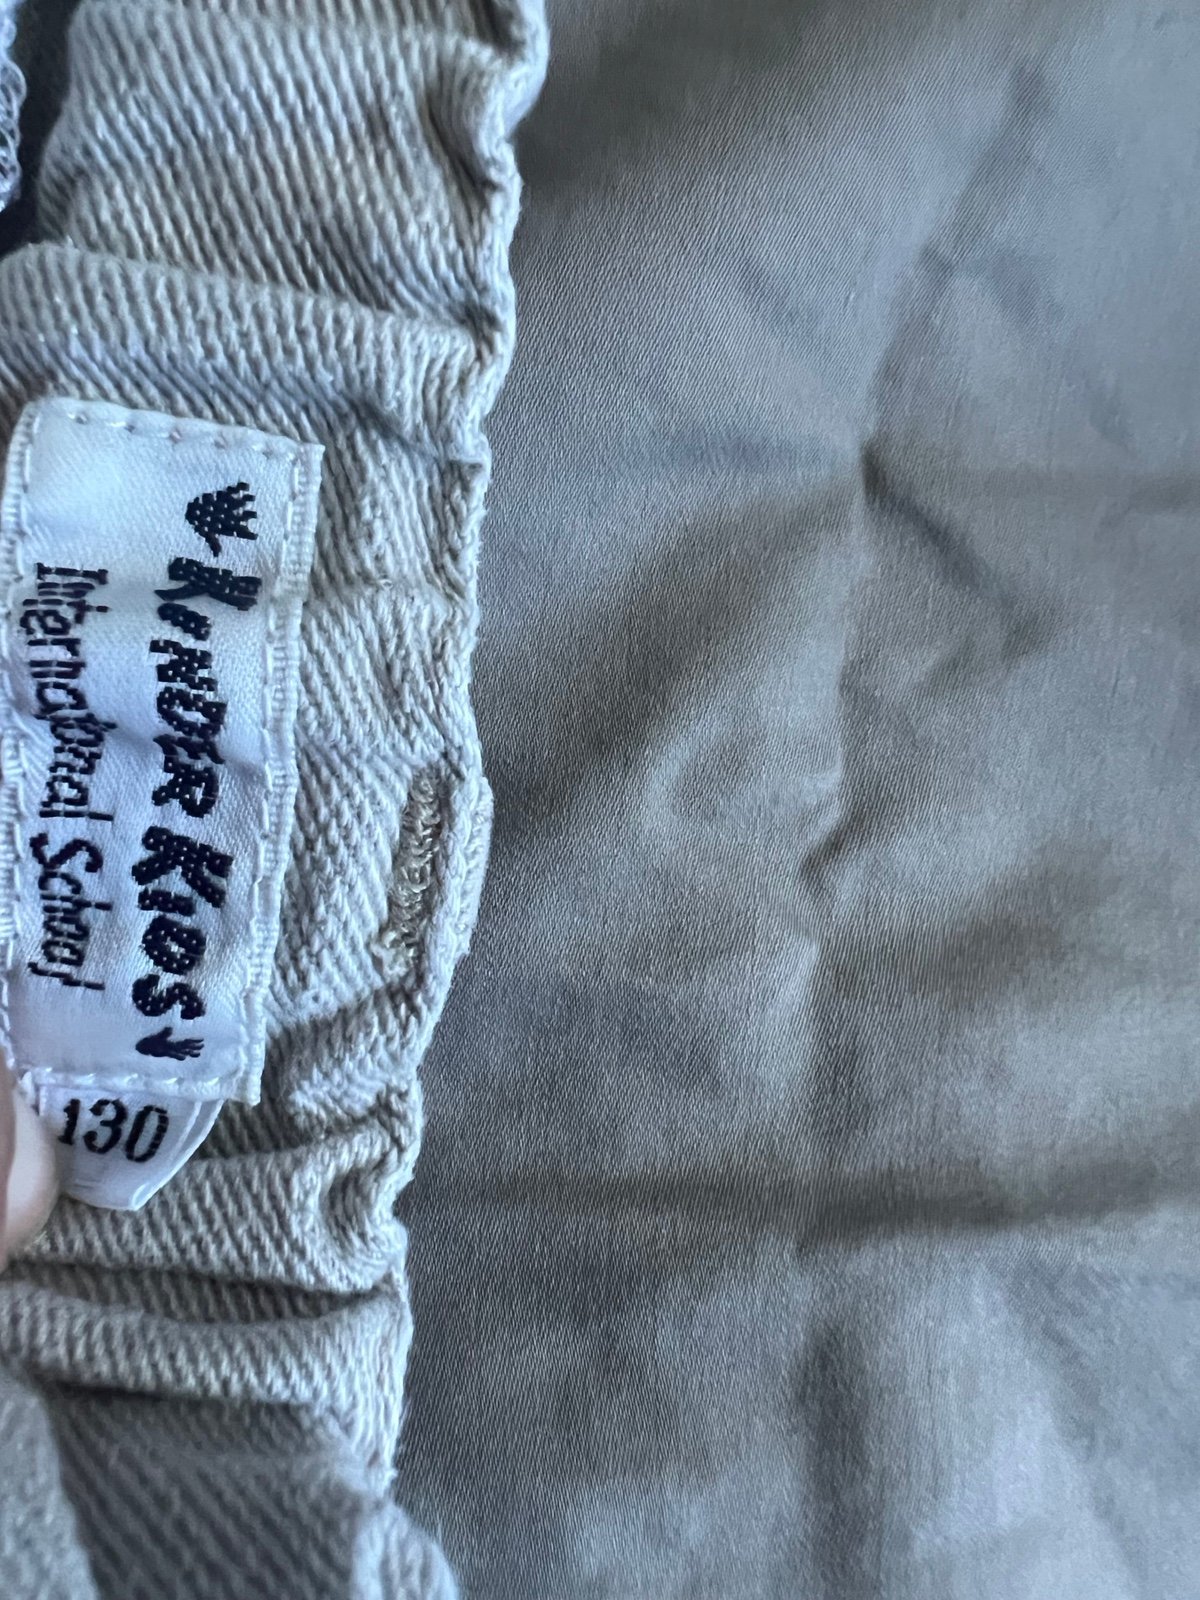 KiNDER KiDS
International School
130